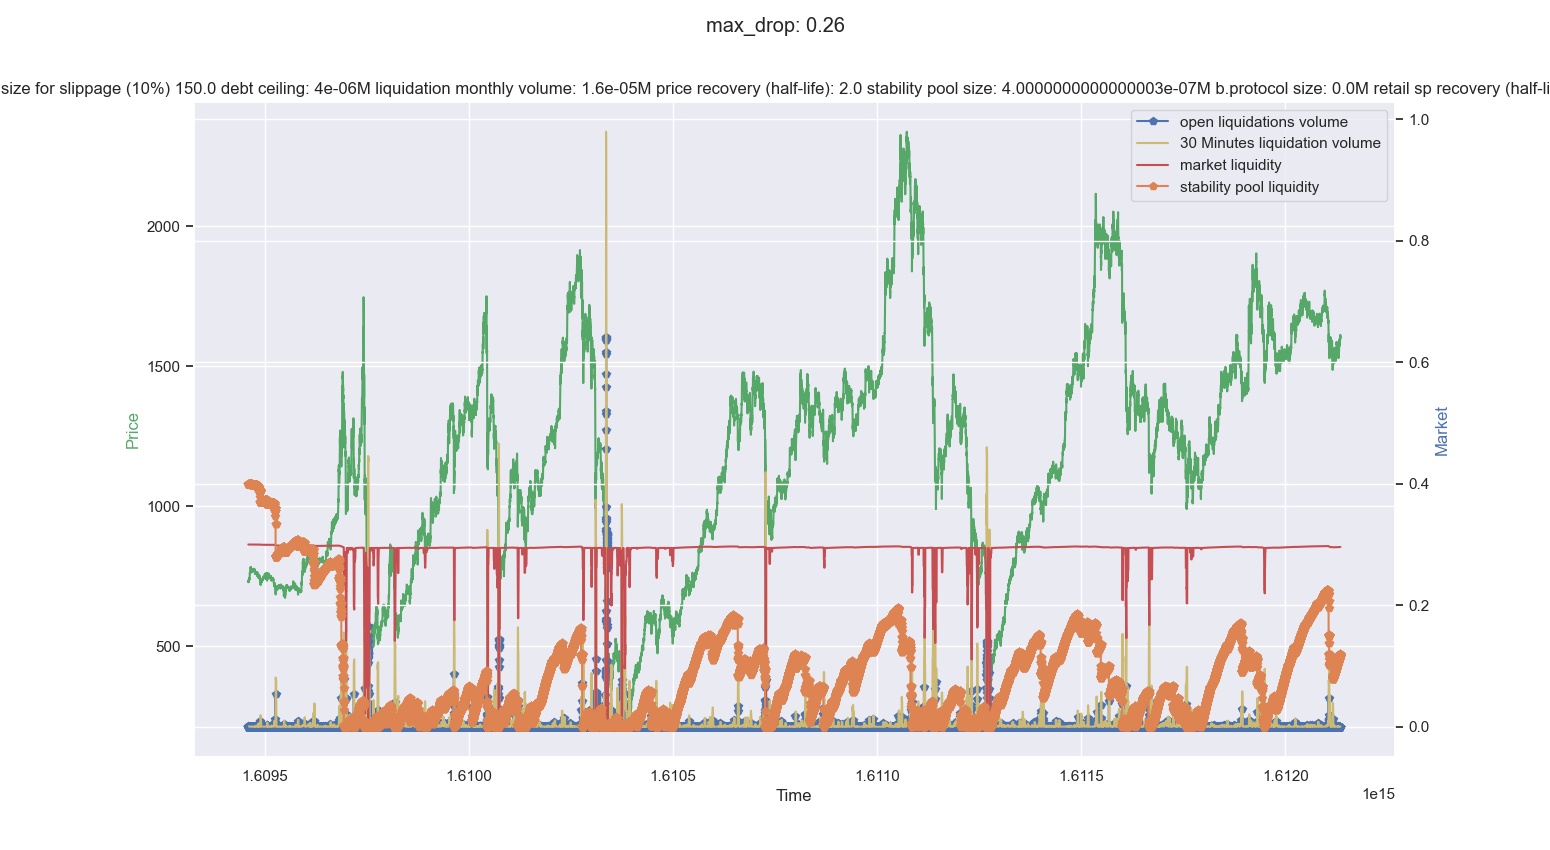 max_drop: 0.26
size for slippage (10%) 150.0 debt ceiling: 4e-06M liquidation monthly volume: 1.6e-05M price recovery (half-life): 2.0 stability pool size: 4.0000000000000003e-07M b.protocol size: 0.0M retail sp recovery (half-li
open liquidations volume
30 Minutes liquidation volume
market liquidity
stability pool liquidity
Price
2000
1500
1000
500
Market
1.0
0.8
0.6
0.4
0.2
0.0
1.6095 1.6100 1.6105 1.6110 1.6115 1.6120
Time
1e15